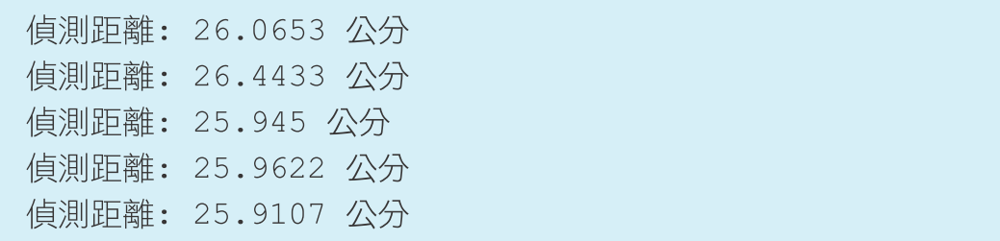 偵測距離: 26.0653 公分
偵測距離: 26.4433 公分
偵測距離: 25.945 公分
偵測距離: 25.9622 公分
偵測距離: 25.9107 公分